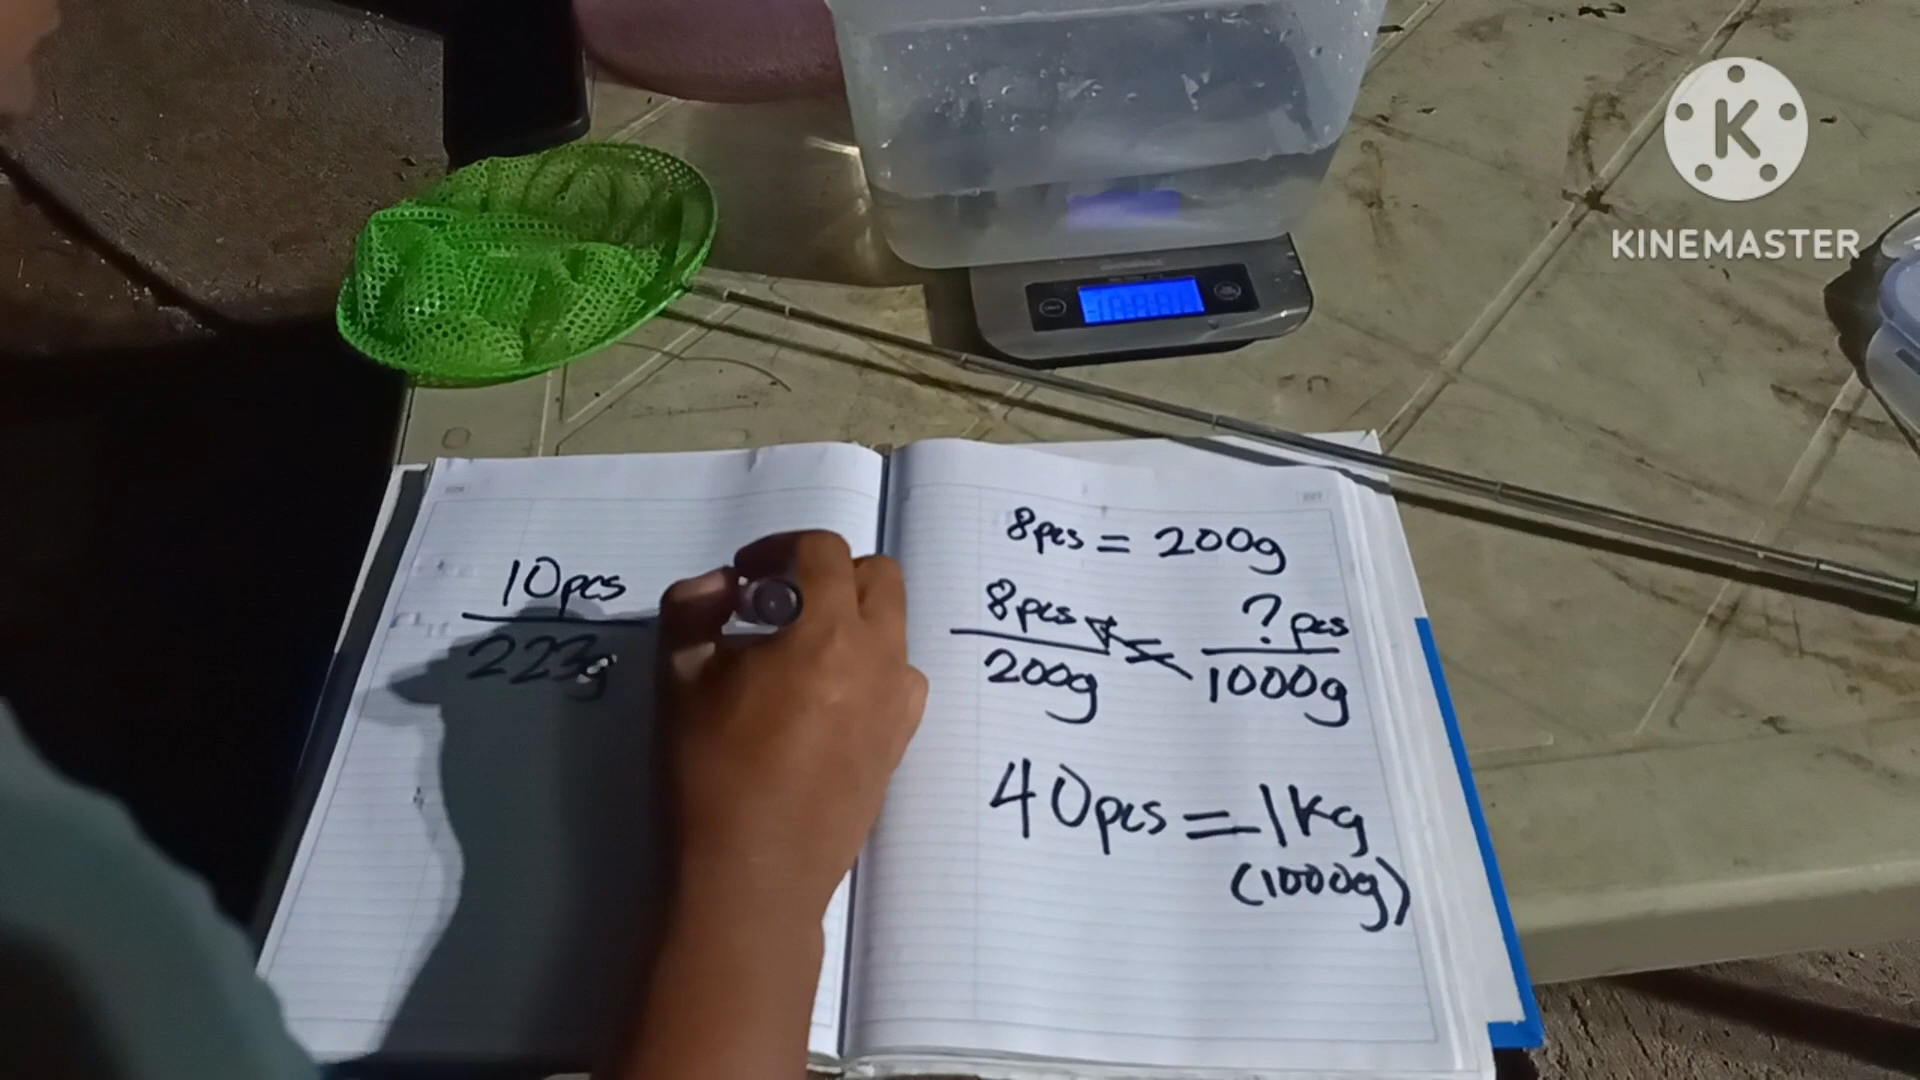 K
KINEMASTER
10pcs
223g
8pcs = 200g
8pcs = ? pcs
200g 1000g
40pcs = 1kg
(1000g)